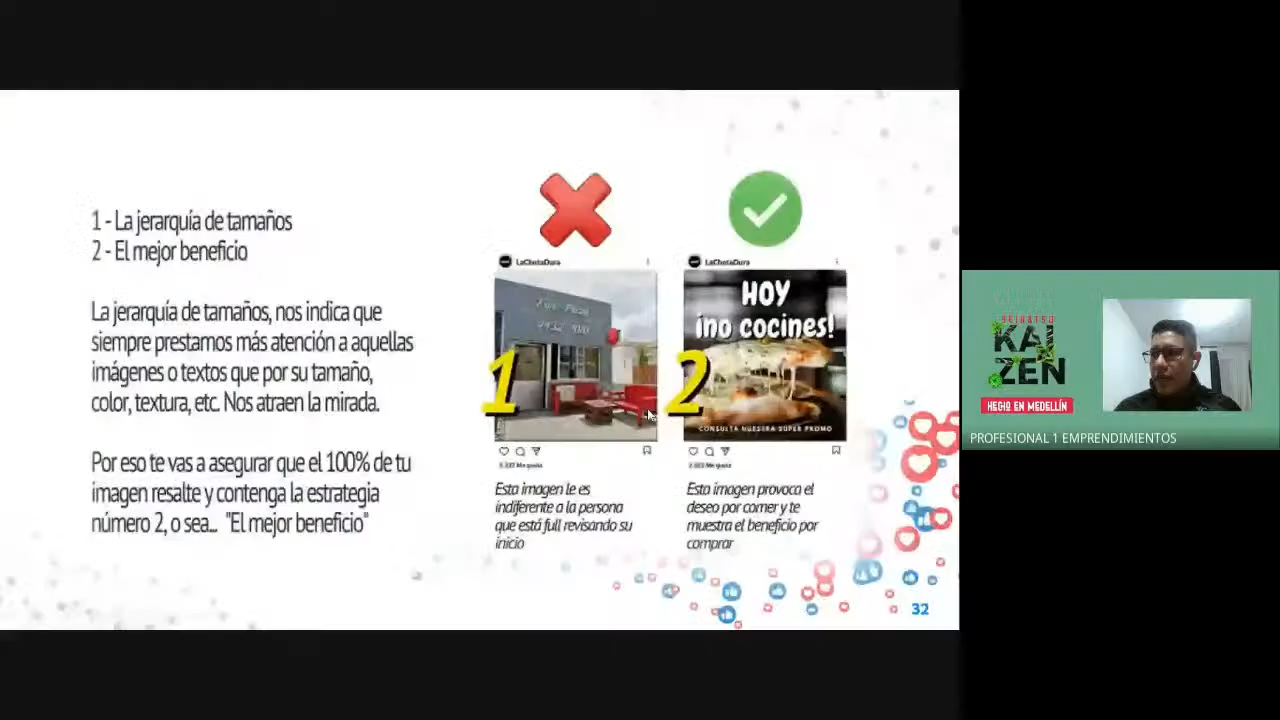 1 - La jerarquía de tamaños
2 - El mejor beneficio
La jerarquía de tamaños, nos indica que
siempre prestamos más atención a aquellas
imágenes o textos que por su tamaño,
color, textura, etc. Nos atraen la mirada.
Por eso te vas a asegurar que el 100% de tu
imagen resalte y contenga la estrategia
número 2, o sea... "El mejor beneficio"
LaChetaDura
1
Me gusta
Esta imagen le es
indiferente a la persona
que está full revisando su
inicio
LaChetaDura
HOY
¡no cocines!
2
CONSULTA NUESTRA SUPER PROMO
Me gusta
Esta imagen provoca el
deseo por comer y te
muestra el beneficio por
comprar
32
KAI
ZEN
HECHO EN MEDELLÍN
PROFESIONAL 1 EMPRENDIMIENTOS